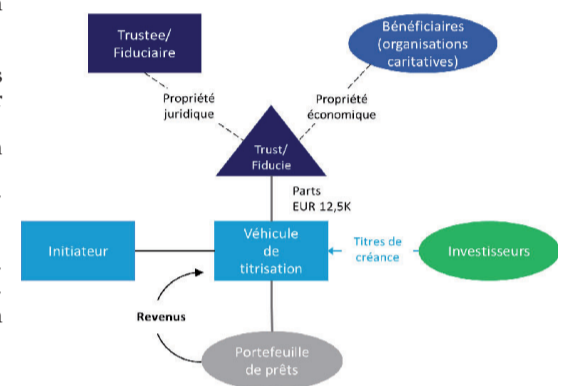 Trustee/
Fiduciaire
Bénéficiaires
(organisations
caritatives)
Propriété
juridique
Propriété
économique
Trust/
Fiducie
Parts
EUR 12,5K
Initiateur
Véhicule
de
titrisation
Titres de
créance
Investisseurs
Revenus
Portefeuille
de prêts